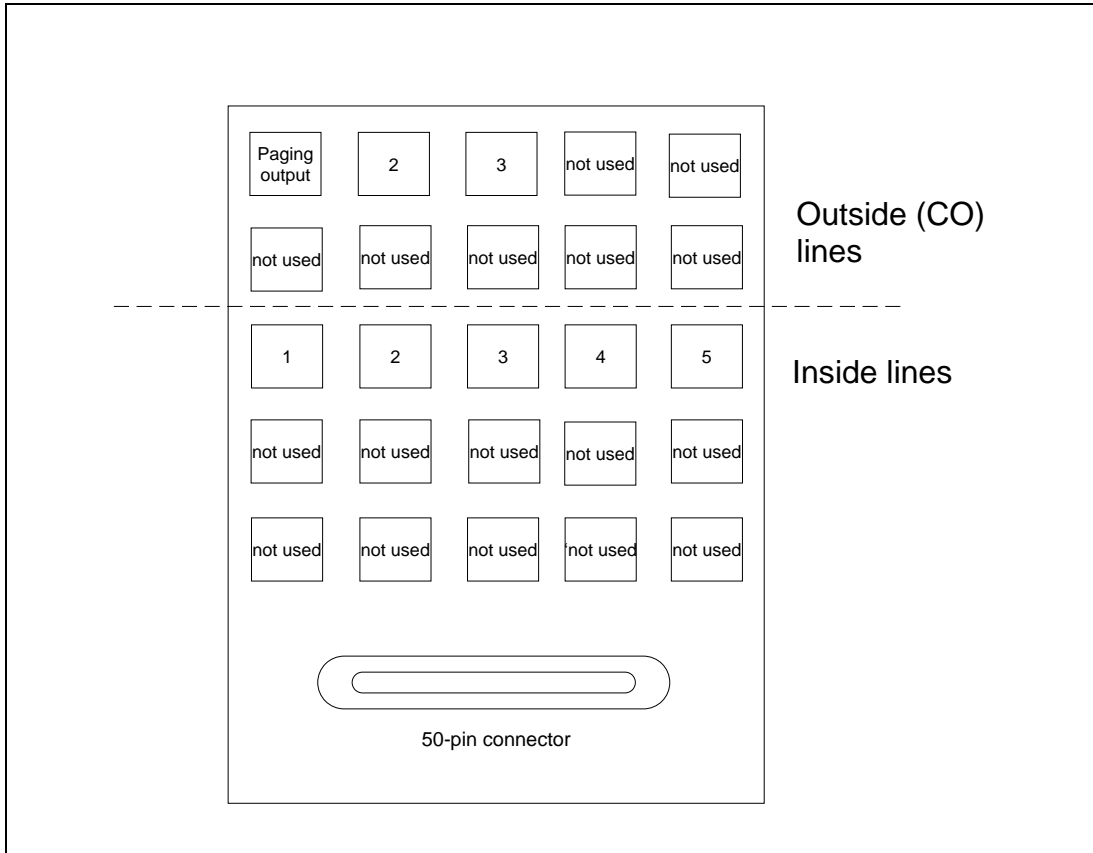 Paging
output
2
3
not used
not used
Outside (CO)
lines
not used
not used
not used
not used
not used
1
2
3
4
5
Inside lines
not used
not used
not used
not used
not used
not used
not used
not used
'not used
not used
50-pin connector